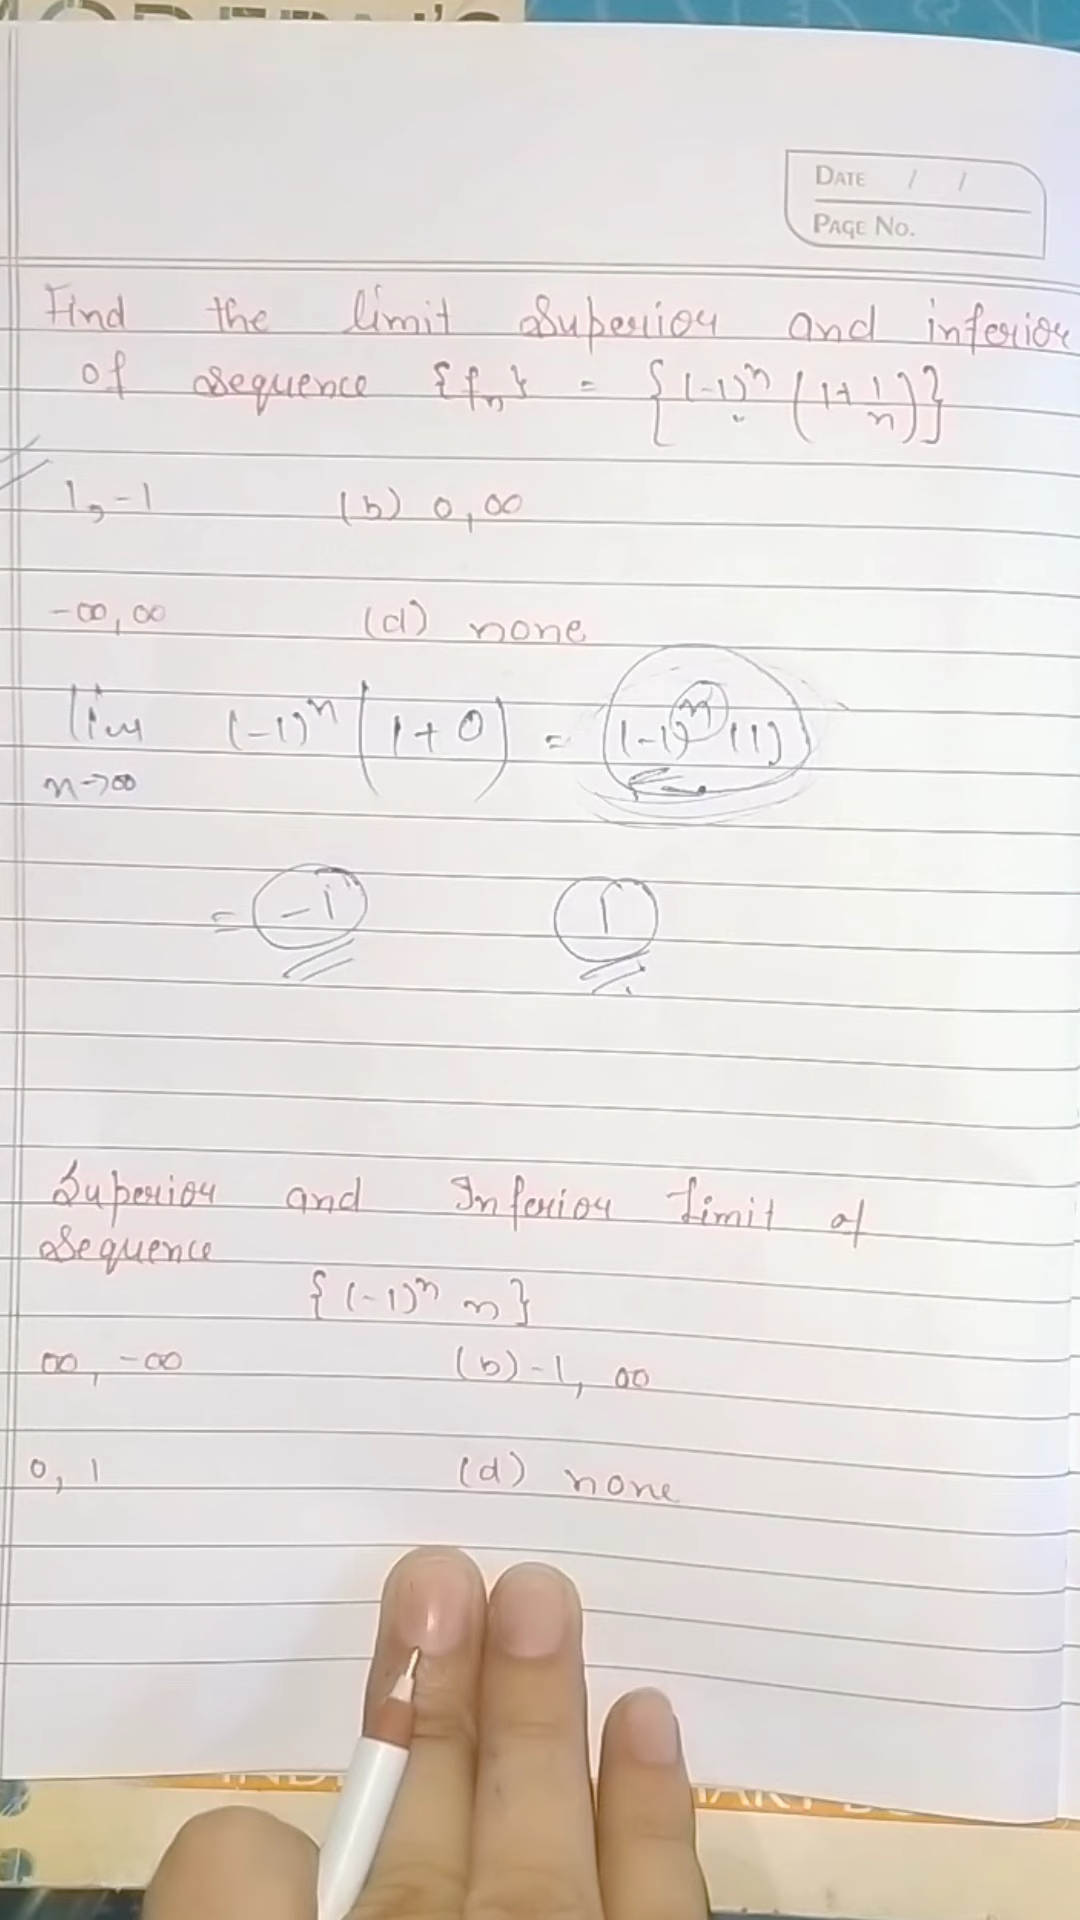 DATE / /
PAGE NO.
Find the limit Superior and inferior
of sequence {fn} = {(-1)ⁿ (1+1/n)}
1, -1 (b) 0, ∞
-∞, ∞ (d) none
lim n→∞ (-1)ⁿ (1+0) = (-1)ⁿ (1)
= -1 1
Superior and Inferior limit of
sequence
{(-1)ⁿ n}
∞, -∞ (b) -1, ∞
0, 1 (d) none